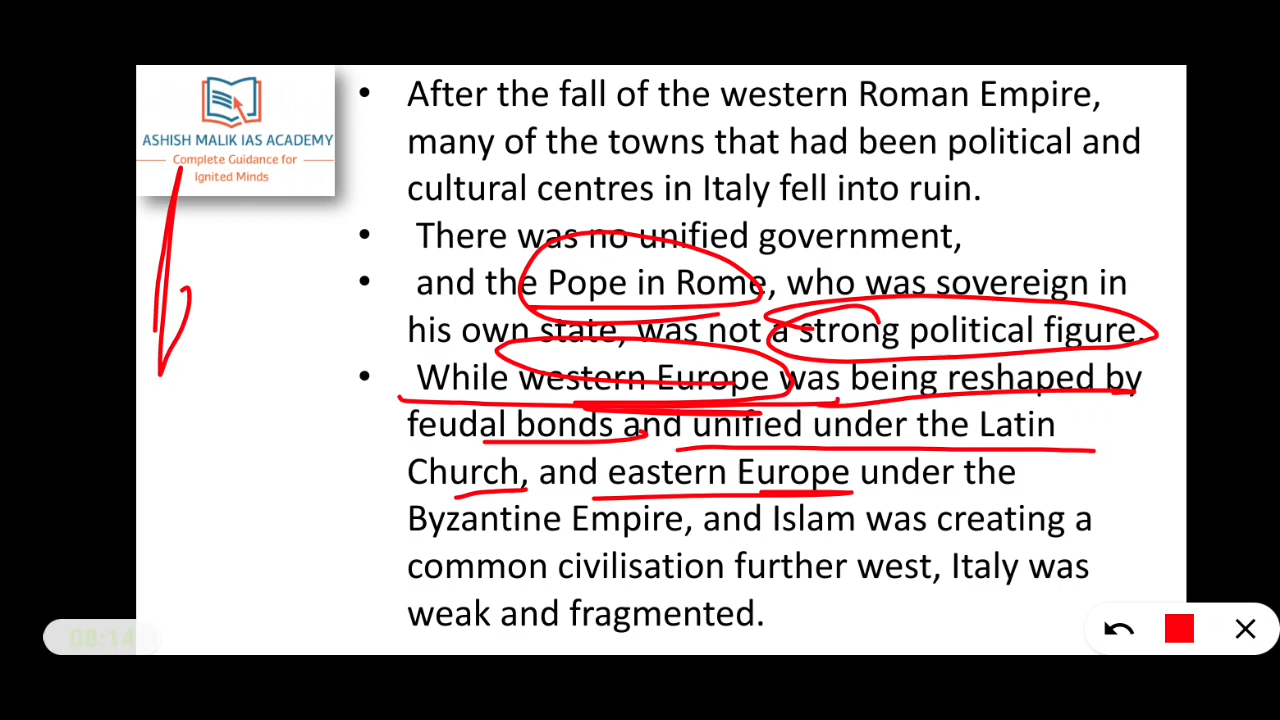 ASHISH MALIK IAS ACADEMY
Complete Guidance for
Ignited Minds
• After the fall of the western Roman Empire,
many of the towns that had been political and
cultural centres in Italy fell into ruin.
• There was no unified government,
• and the Pope in Rome, who was sovereign in
his own state, was not a strong political figure.
• While western Europe was being reshaped by
feudal bonds and unified under the Latin
Church, and eastern Europe under the
Byzantine Empire, and Islam was creating a
common civilisation further west, Italy was
weak and fragmented.
08:14